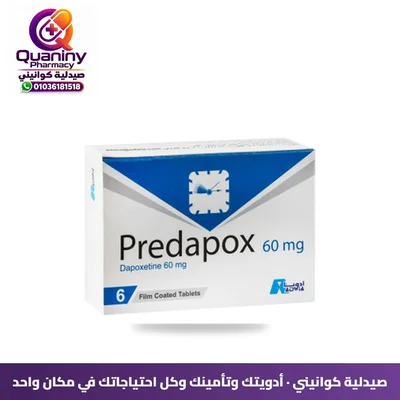 Quaniny
Pharmacy
صيدلية كوانيني
01036181518
Predapox 60 mg
Dapoxetine 60 mg
6 Film Coated Tablets
أدويـــا
صيدلية كوانيني · أدويتك وتأمينك وكل احتياجاتك في مكان واحد